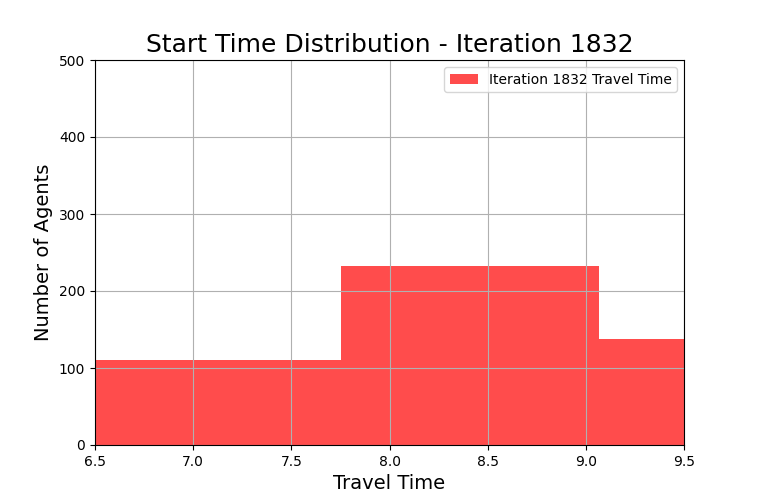 Start Time Distribution - Iteration 1832
Iteration 1832 Travel Time
Number of Agents
500
400
300
200
100
0
6.5 7.0 7.5 8.0 8.5 9.0 9.5
Travel Time